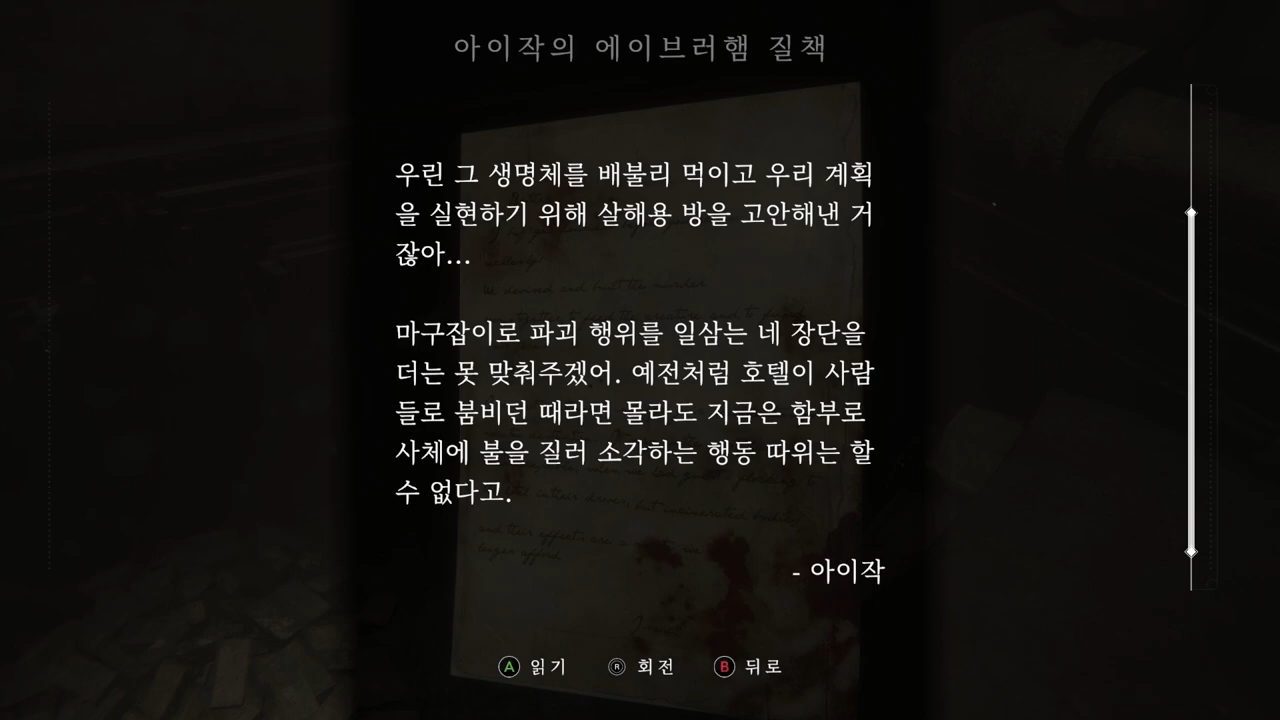 아이작의 에이브러햄 질책
우린 그 생명체를 배불리 먹이고 우리 계획
을 실현하기 위해 살해용 방을 고안해낸 거
잖아...
마구잡이로 파괴 행위를 일삼는 네 장단을
더는 못 맞춰주겠어. 예전처럼 호텔이 사람
들로 붐비던 때라면 몰라도 지금은 함부로
사체에 불을 질러 소각하는 행동 따위는 할
수 없다고.
- 아이작
A 읽기 R 회전 B 뒤로